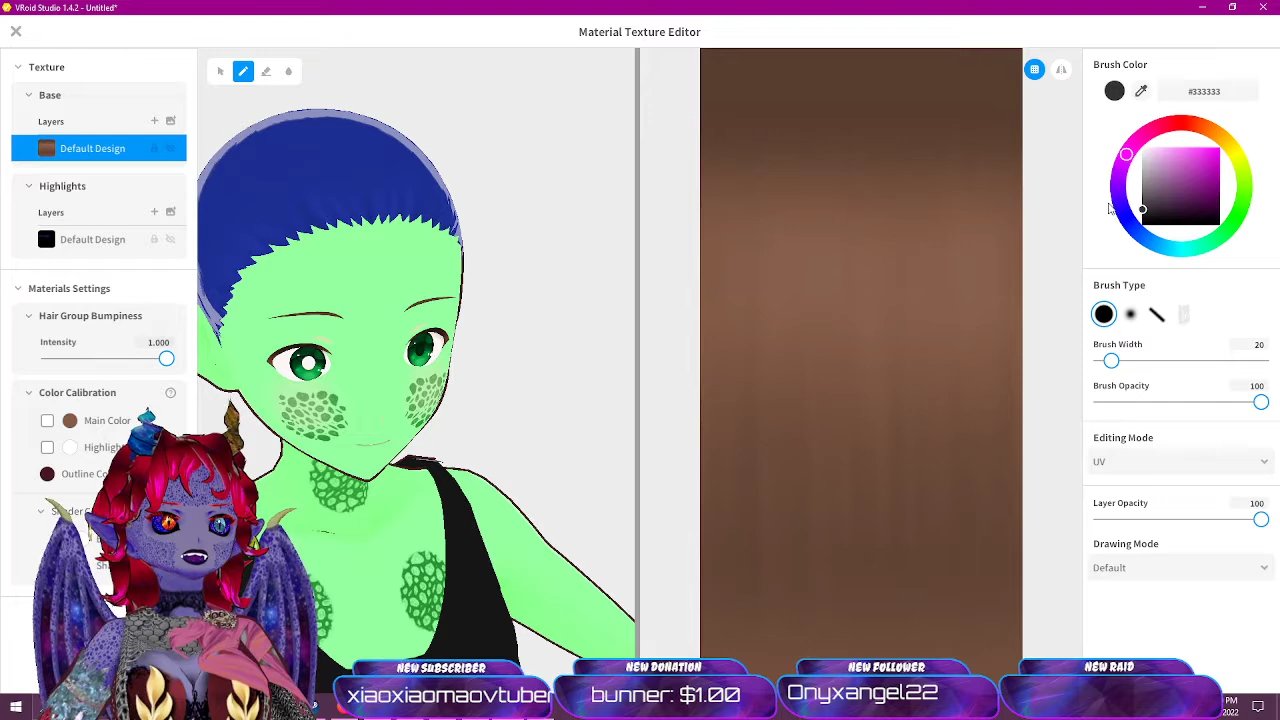 VRoid Studio 1.4.2 - Untitled*
Material Texture Editor
Texture
Base
Layers
Default Design
Highlights
Layers
Default Design
Materials Settings
Hair Group Bumpiness
Intensity 1.000
Color Calibration
Main Color
Highlight
Outline Co
Brush Color
#333333
Brush Type
Brush Width 20
Brush Opacity 100
Editing Mode
UV
Layer Opacity 100
Drawing Mode
Default
NEW SUBSCRIBER
xiaoxiaomaovtuber
NEW DONATION
bunner: $1.00
NEW FOLLOWER
Onyxangel22
NEW RAID
PM
2022